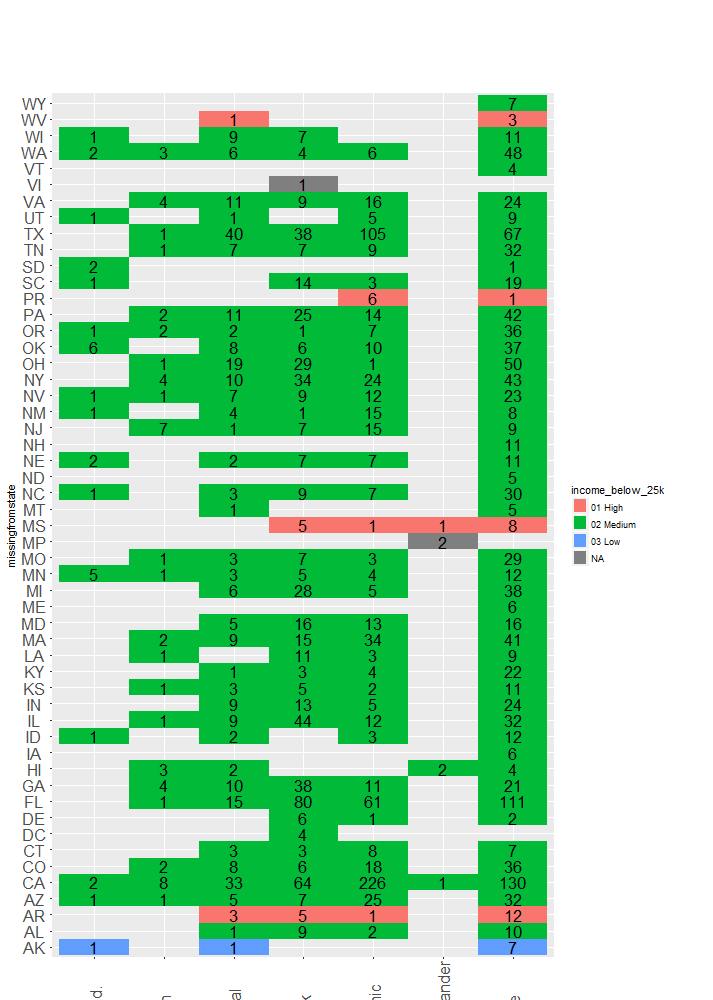 WY 7
WV 1 3
WI 1 9 7 11
WA 2 3 6 4 6 48
VT 4
VI 1
VA 4 11 9 16 24
UT 1 1 5 9
TX 1 40 38 105 67
TN 1 7 7 9 32
SD 2 1
SC 1 14 3 19
PR 6 1
PA 2 11 25 14 42
OR 1 2 2 1 7 36
OK 6 8 6 10 37
OH 1 19 29 1 50
NY 4 10 34 24 43
NV 1 1 7 9 12 23
NM 1 4 1 15 8
NJ 7 1 7 15 9
NH 11
NE 2 2 7 7 11
ND 5
NC 1 3 9 7 30
MT 1 5
MS 5 1 1 8
MP 2
MO 1 3 7 3 29
MN 5 1 3 5 4 12
MI 6 28 5 38
ME 6
MD 5 16 13 16
MA 2 9 15 34 41
LA 1 11 3 9
KY 1 3 4 22
KS 1 3 5 2 11
IN 9 13 5 24
IL 1 9 44 12 32
ID 1 2 3 12
IA 6
HI 3 2 2 4
GA 4 10 38 11 21
FL 1 15 80 61 111
DE 6 1 2
DC 4
CT 3 3 8 7
CO 2 8 6 18 36
CA 2 8 33 64 226 1 130
AZ 1 1 5 7 25 32
AR 3 5 1 12
AL 1 9 2 10
AK 1 1 7
missingfromstate
income_below_25k
01 High
02 Medium
03 Low
NA
d.
n
al
k
nic
ander
e